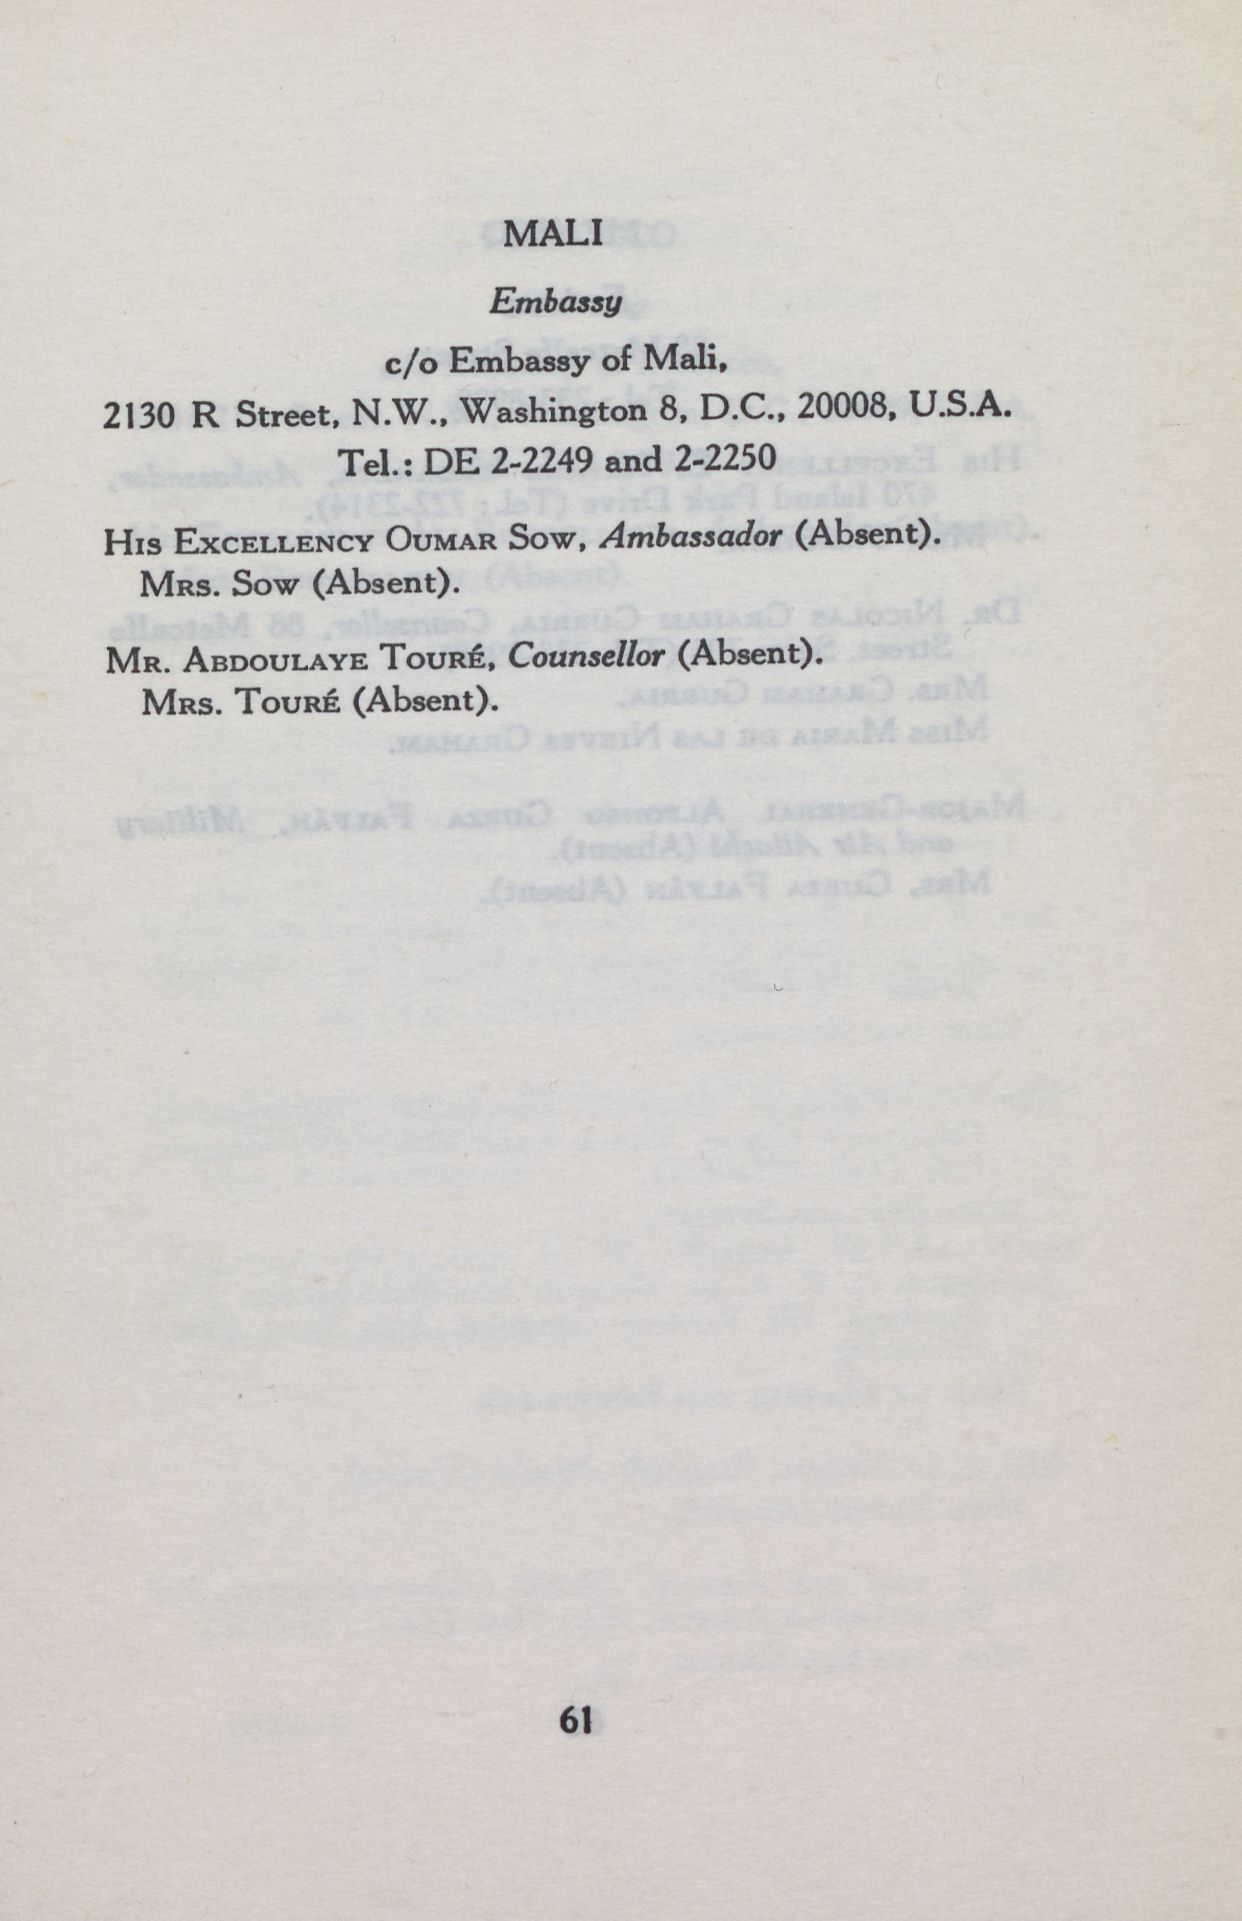 MALI
Embassy
c/o Embassy of Mali,
2130 R Street, N.W., Washington 8, D.C., 20008, U.S.A.
Tel.: DE 2-2249 and 2-2250
His Excellency Oumar Sow, Ambassador (Absent).
Mrs. Sow (Absent).
Mr. Abdoulaye Touré, Counsellor (Absent).
Mrs. Touré (Absent).
61